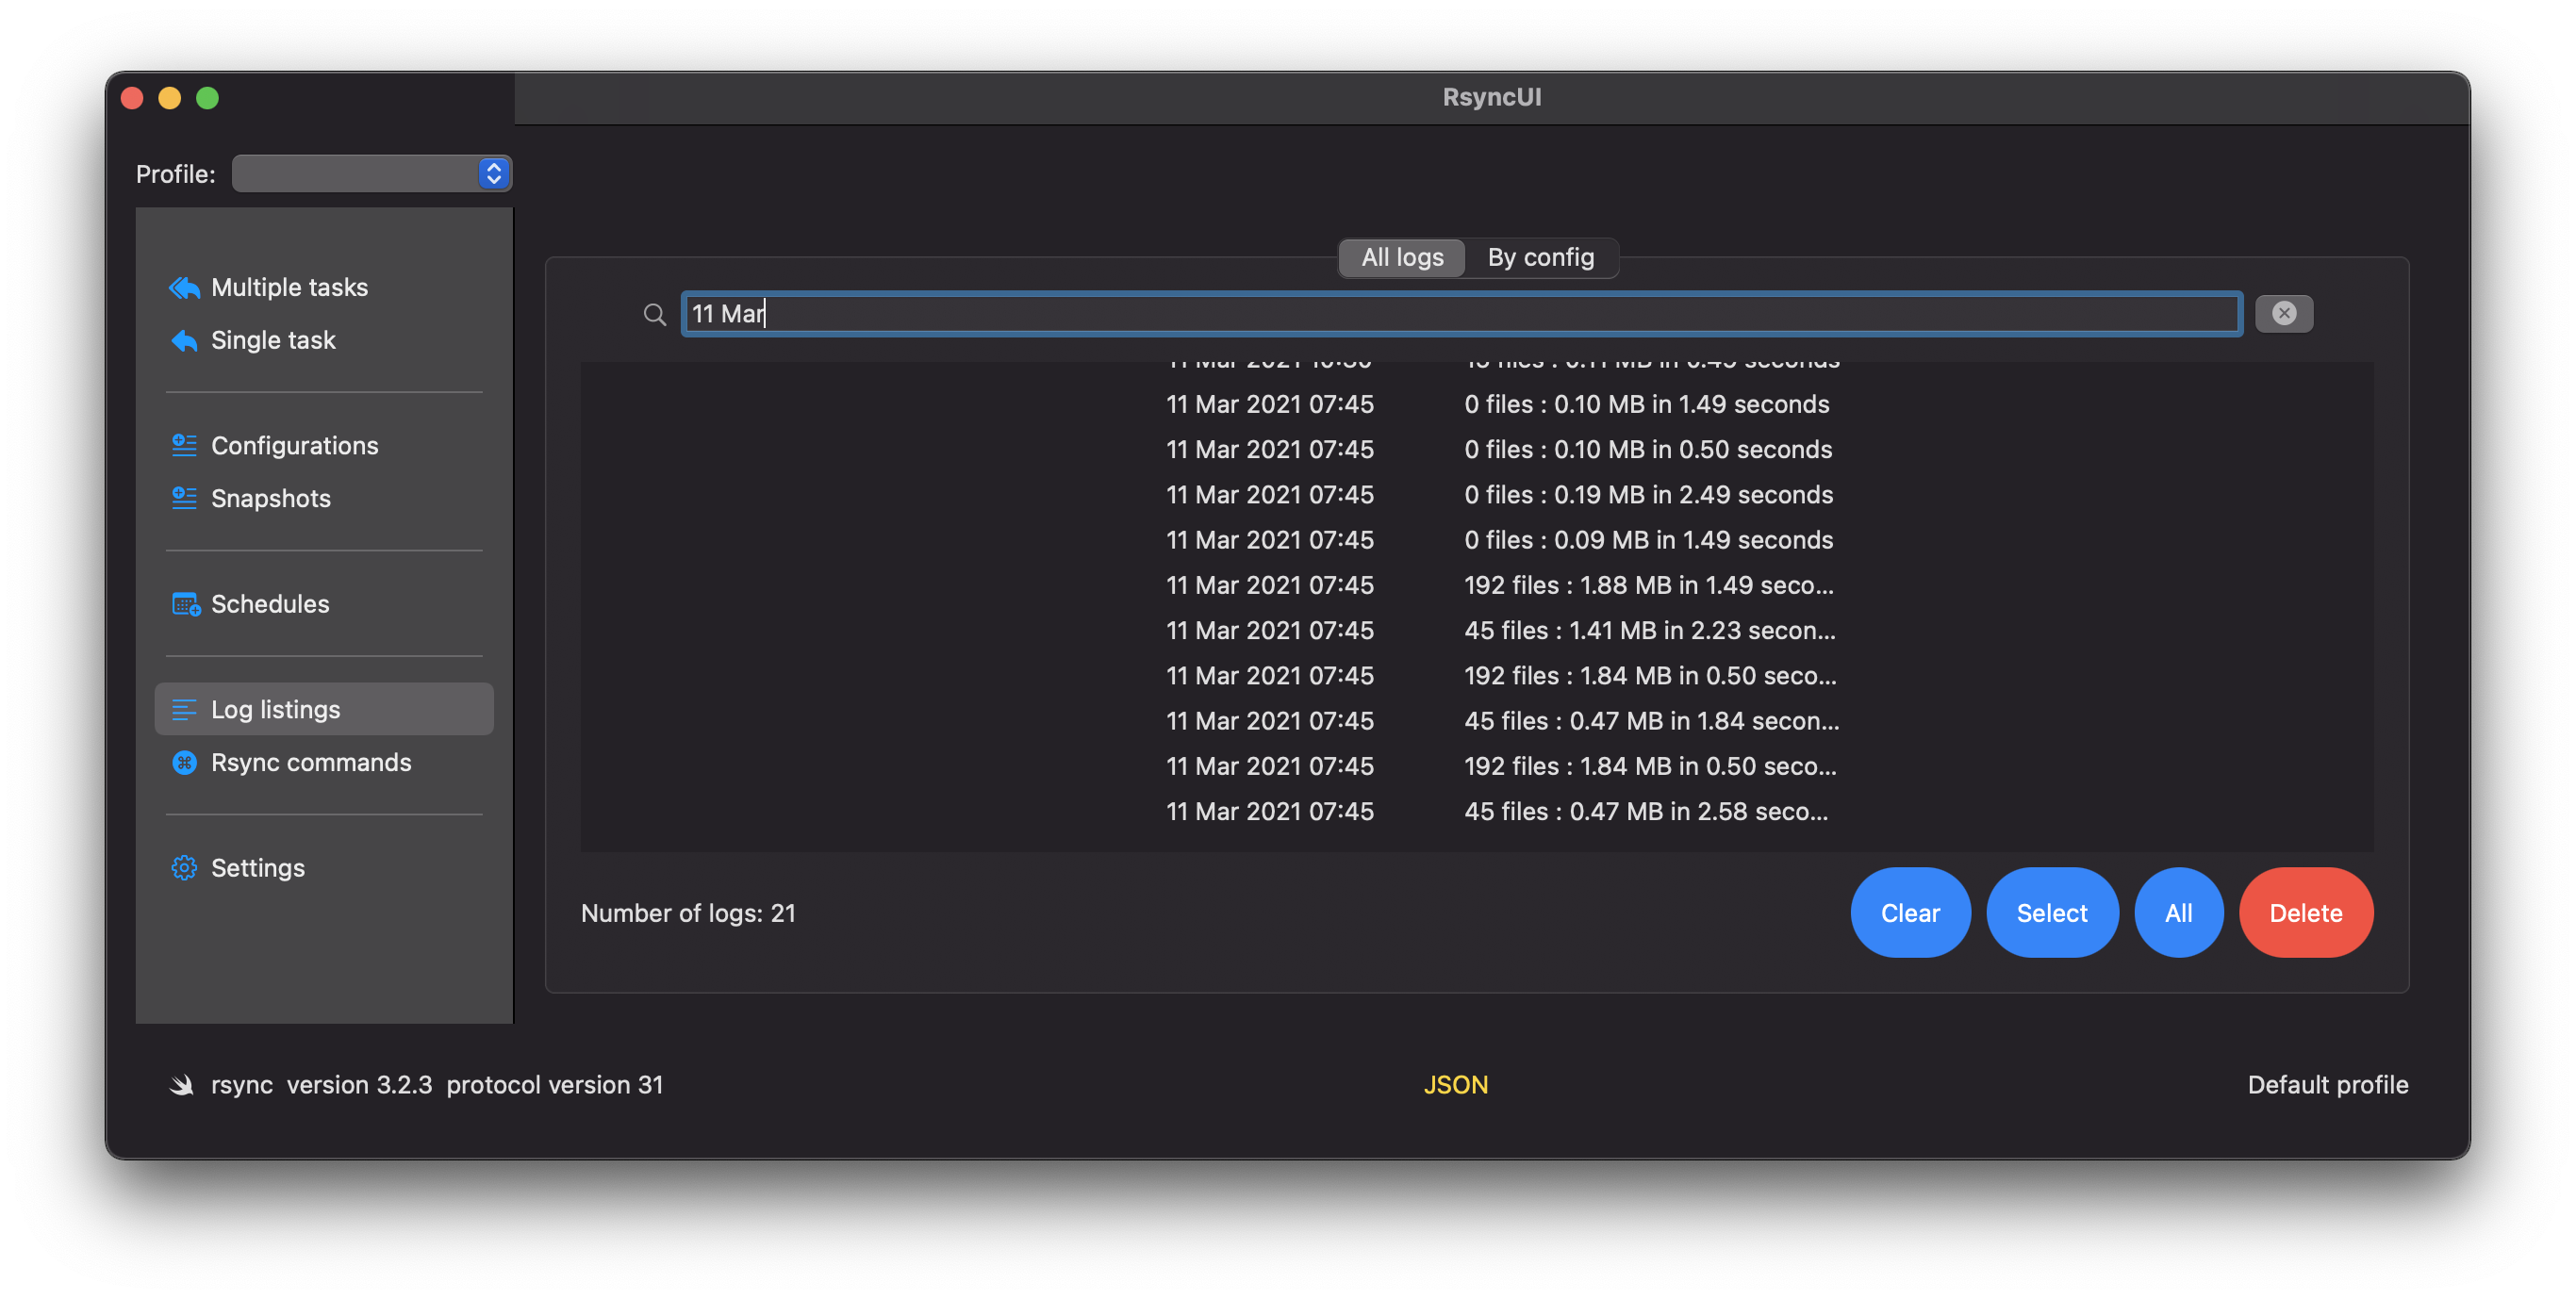 RsyncUI
Profile:
Multiple tasks
Single task
Configurations
Snapshots
Schedules
Log listings
Rsync commands
Settings
All logs By config
11 Mar
11 Mar 2021 07:45 0 files : 0.10 MB in 1.49 seconds
11 Mar 2021 07:45 0 files : 0.10 MB in 0.50 seconds
11 Mar 2021 07:45 0 files : 0.19 MB in 2.49 seconds
11 Mar 2021 07:45 0 files : 0.09 MB in 1.49 seconds
11 Mar 2021 07:45 192 files : 1.88 MB in 1.49 seco...
11 Mar 2021 07:45 45 files : 1.41 MB in 2.23 secon...
11 Mar 2021 07:45 192 files : 1.84 MB in 0.50 seco...
11 Mar 2021 07:45 45 files : 0.47 MB in 1.84 secon...
11 Mar 2021 07:45 192 files : 1.84 MB in 0.50 seco...
11 Mar 2021 07:45 45 files : 0.47 MB in 2.58 seco...
Number of logs: 21
Clear Select All Delete
rsync version 3.2.3 protocol version 31
JSON
Default profile